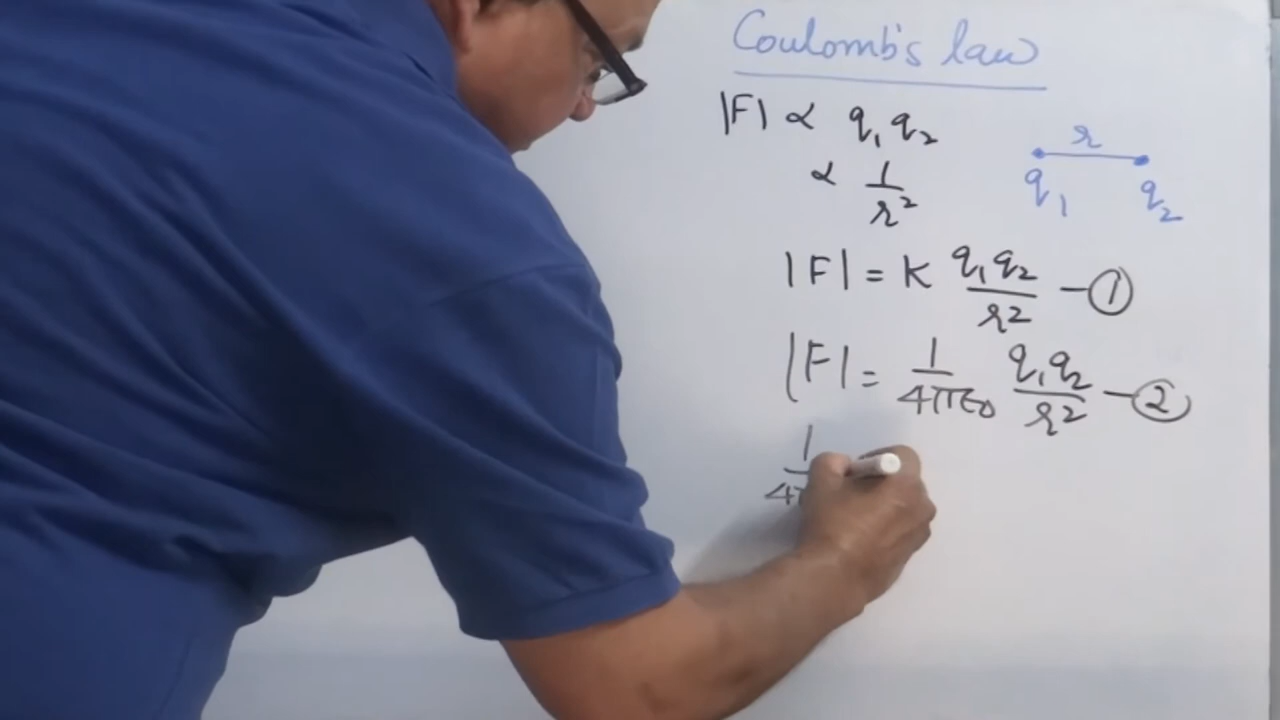 Coulomb's law
|F| ∝ q₁q₂
∝ 1/r²
r
q₁ q₂
|F| = K q₁q₂/r² — ①
|F| = 1/4πε₀ q₁q₂/r² — ②
1/4π